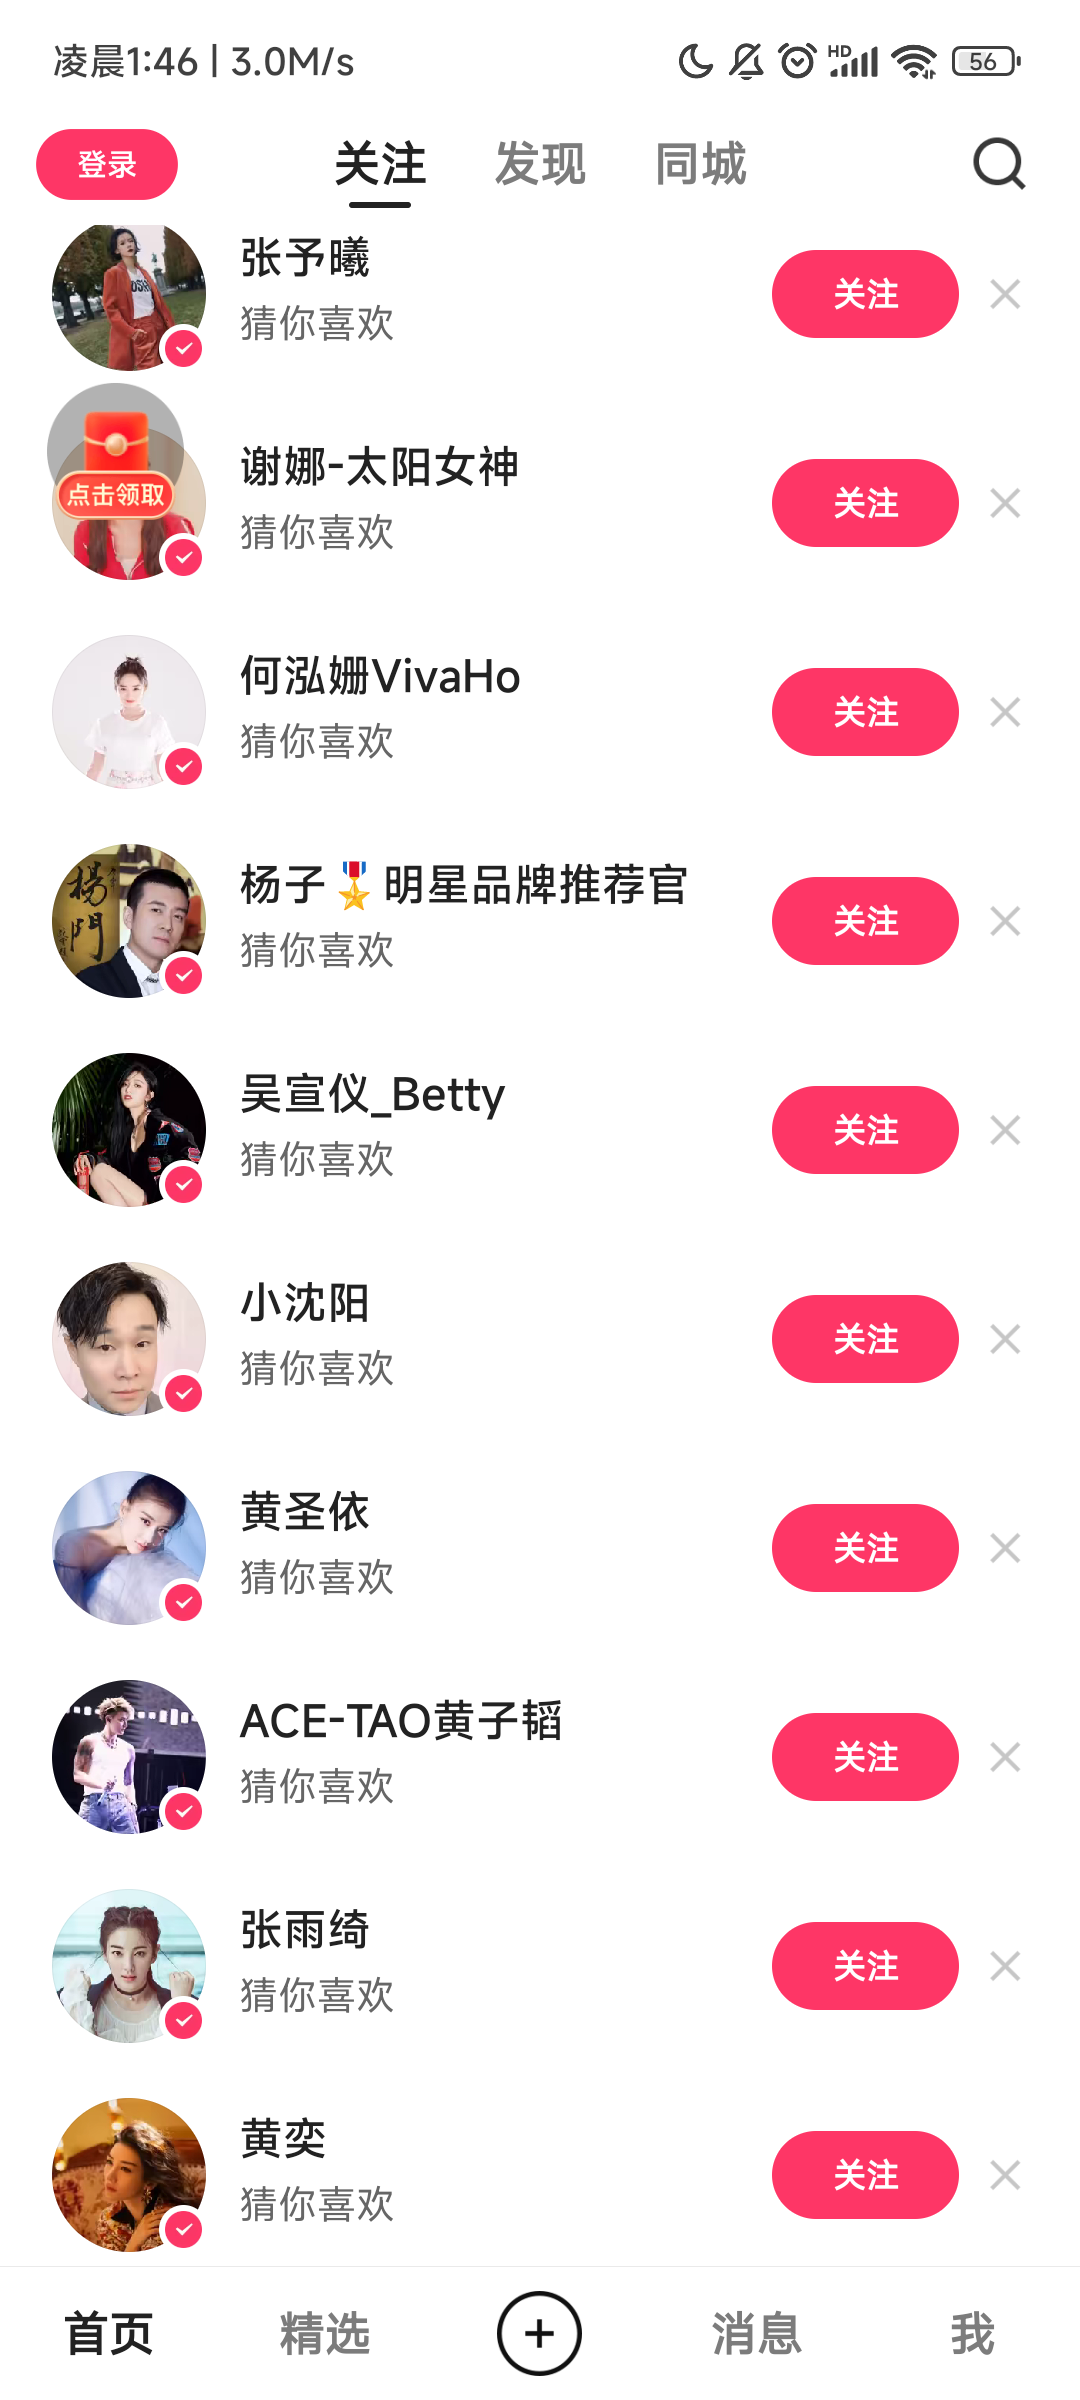 凌晨1:46 | 3.0M/s
HD
56
登录
关注
发现
同城
张予曦
猜你喜欢
关注
点击领取
谢娜-太阳女神
猜你喜欢
关注
何泓姗VivaHo
猜你喜欢
关注
楊門
杨子🎖️明星品牌推荐官
猜你喜欢
关注
吴宣仪_Betty
猜你喜欢
关注
小沈阳
猜你喜欢
关注
黄圣依
猜你喜欢
关注
ACE-TAO黄子韬
猜你喜欢
关注
张雨绮
猜你喜欢
关注
黄奕
猜你喜欢
关注
首页
精选
消息
我